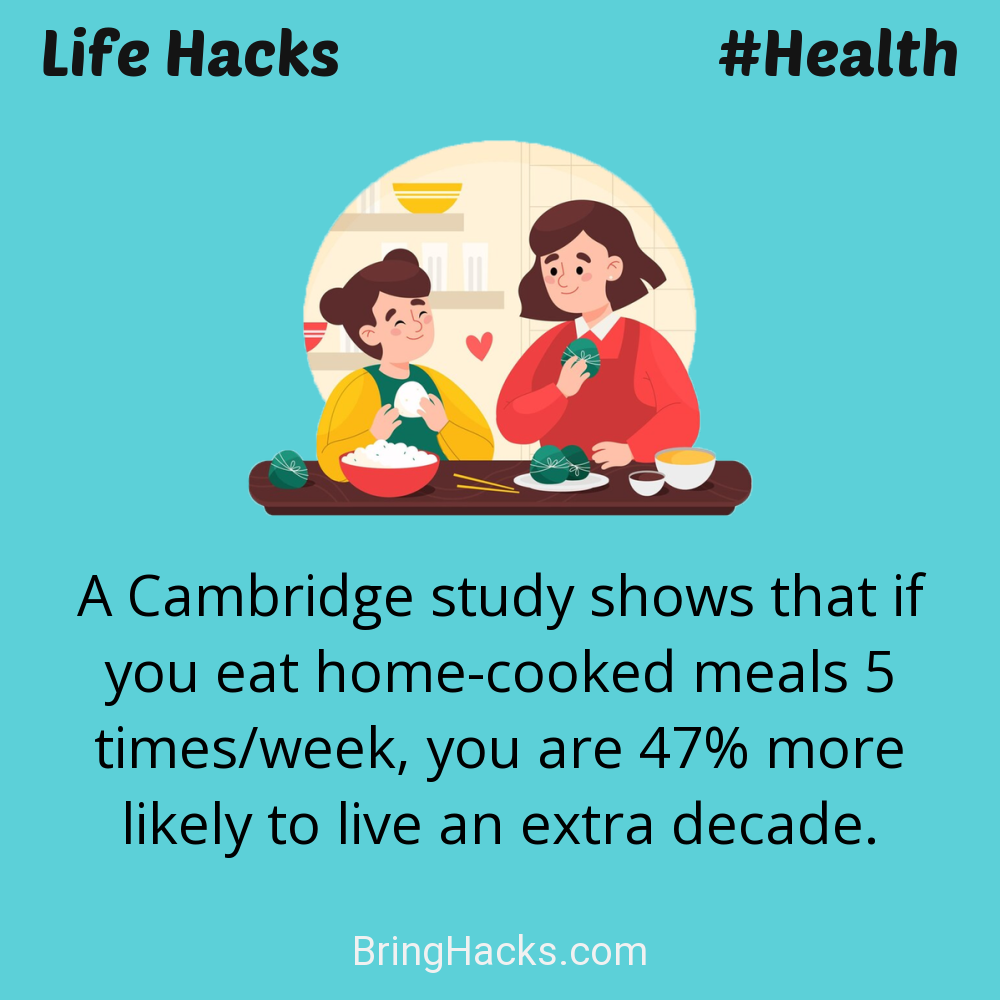 Life Hacks
#Health
A Cambridge study shows that if
you eat home-cooked meals 5
times/week, you are 47% more
likely to live an extra decade.
BringHacks.com